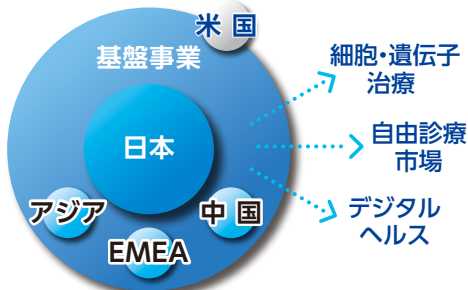 米国
基盤事業
日本
アジア
中国
EMEA
細胞・遺伝子
治療
自由診療
市場
デジタル
ヘルス